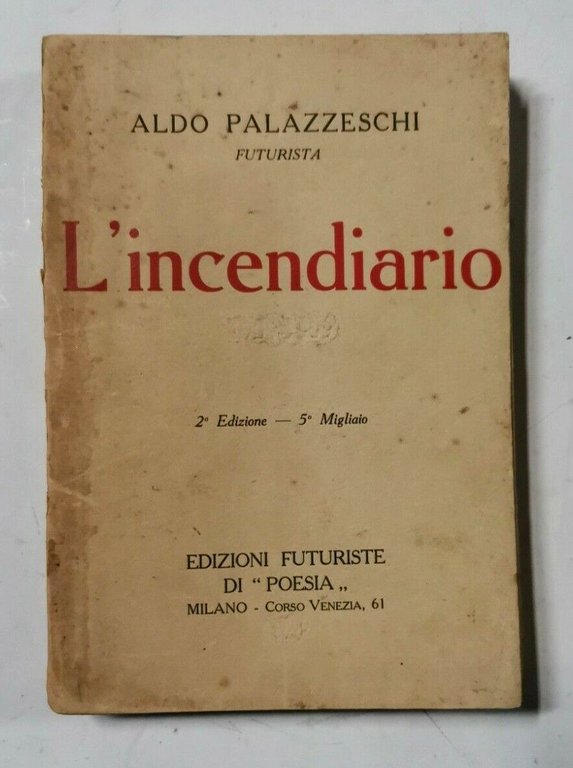 ALDO PALAZZESCHI
FUTURISTA
L'incendiario
2ª Edizione — 5° Migliaio
EDIZIONI FUTURISTE
DI "POESIA„
MILANO - CORSO VENEZIA, 61